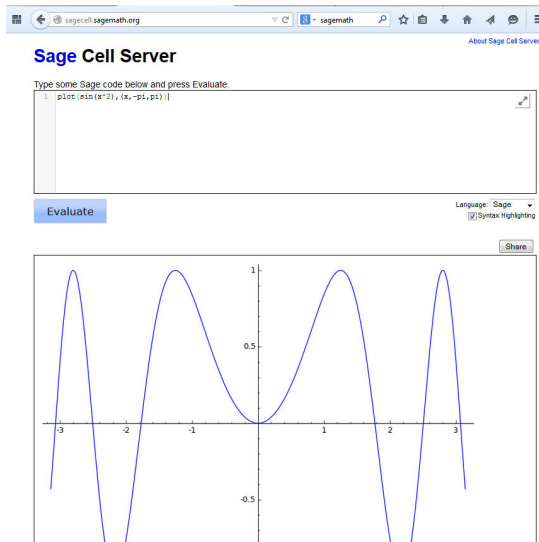 sagecell.sagemath.org
sagemath
About Sage Cell Server
Sage Cell Server
Type some Sage code below and press Evaluate.
1 plot(sin(x^2),(x,-pi,pi))
Evaluate
Language: Sage
Syntax Highlighting
Share
1
0.5
-3 -2 -1 1 2 3
-0.5